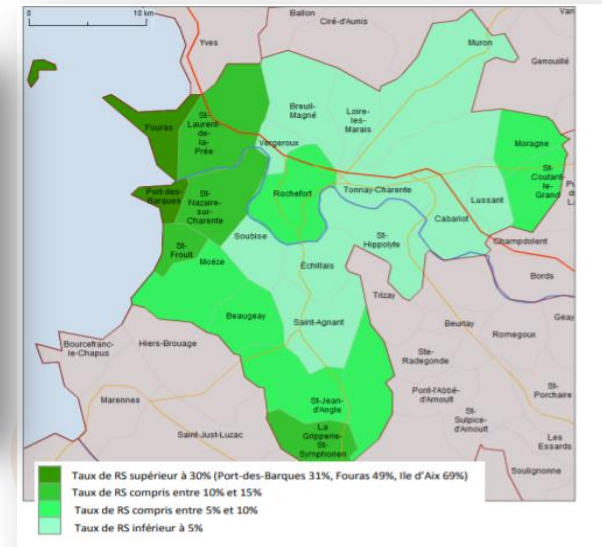 0 10 km
Ballon
Van
Ciré-d'Aunis
Yves
Muron
Genouillé
Breuil-
Magné
Loire-
les-
Marais
St-
Laurent-
de-
la-
Prée
Fouras
Vergeroux
Moragne
St-
Coutant-
le-
Grand
Port-des-
Barques
St-
Nazaire-
sur-
Charente
Rochefort
Tonnay-Charente
Lussant
Cabariot
Soubise
St-
Hippolyte
Champdolent
St-
Froult
Moëze
Échillais
Bords
Trizay
Beaugeay
Saint-Agnant
Geay
Beurlay
Romegoux
Bourcefranc-
le-Chapus
Hiers-Brouage
Ste-
Radegonde
Pont-l'Abbé-
d'Arnoult
St-
Porchaire
Marennes
St-Jean-
d'Angle
St-
Sulpice-
d'Arnoult
La
Gripperie-
St-
Symphorien
Saint-Just-Luzac
Les
Essards
Soulignonne
Taux de RS supérieur à 30% (Port-des-Barques 31%, Fouras 49%, Ile d'Aix 69%)
Taux de RS compris entre 10% et 15%
Taux de RS compris entre 5% et 10%
Taux de RS inférieur à 5%